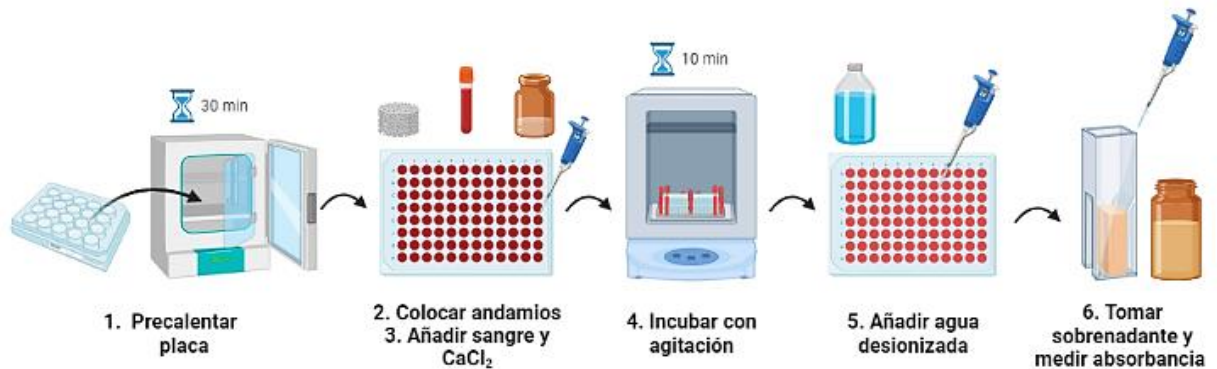 30 min
10 min
1. Precalentar
placa
2. Colocar andamios
3. Añadir sangre y
CaCl₂
4. Incubar con
agitación
5. Añadir agua
desionizada
6. Tomar
sobrenadante y
medir absorbancia